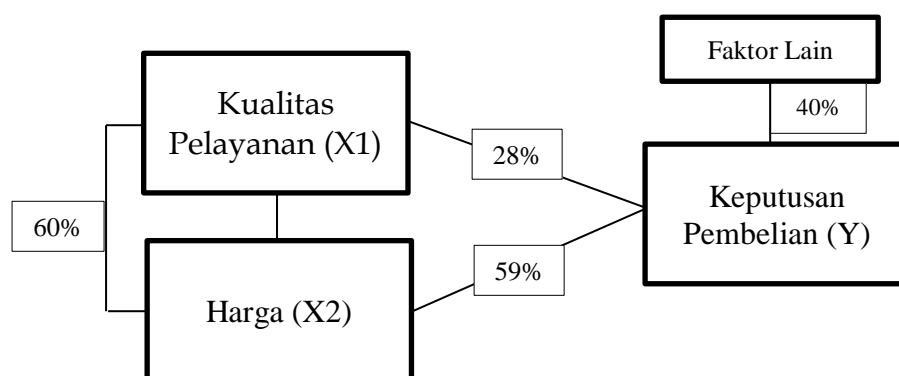 Faktor Lain
40%
Kualitas
Pelayanan (X1)
28%
Keputusan
Pembelian (Y)
60%
59%
Harga (X2)